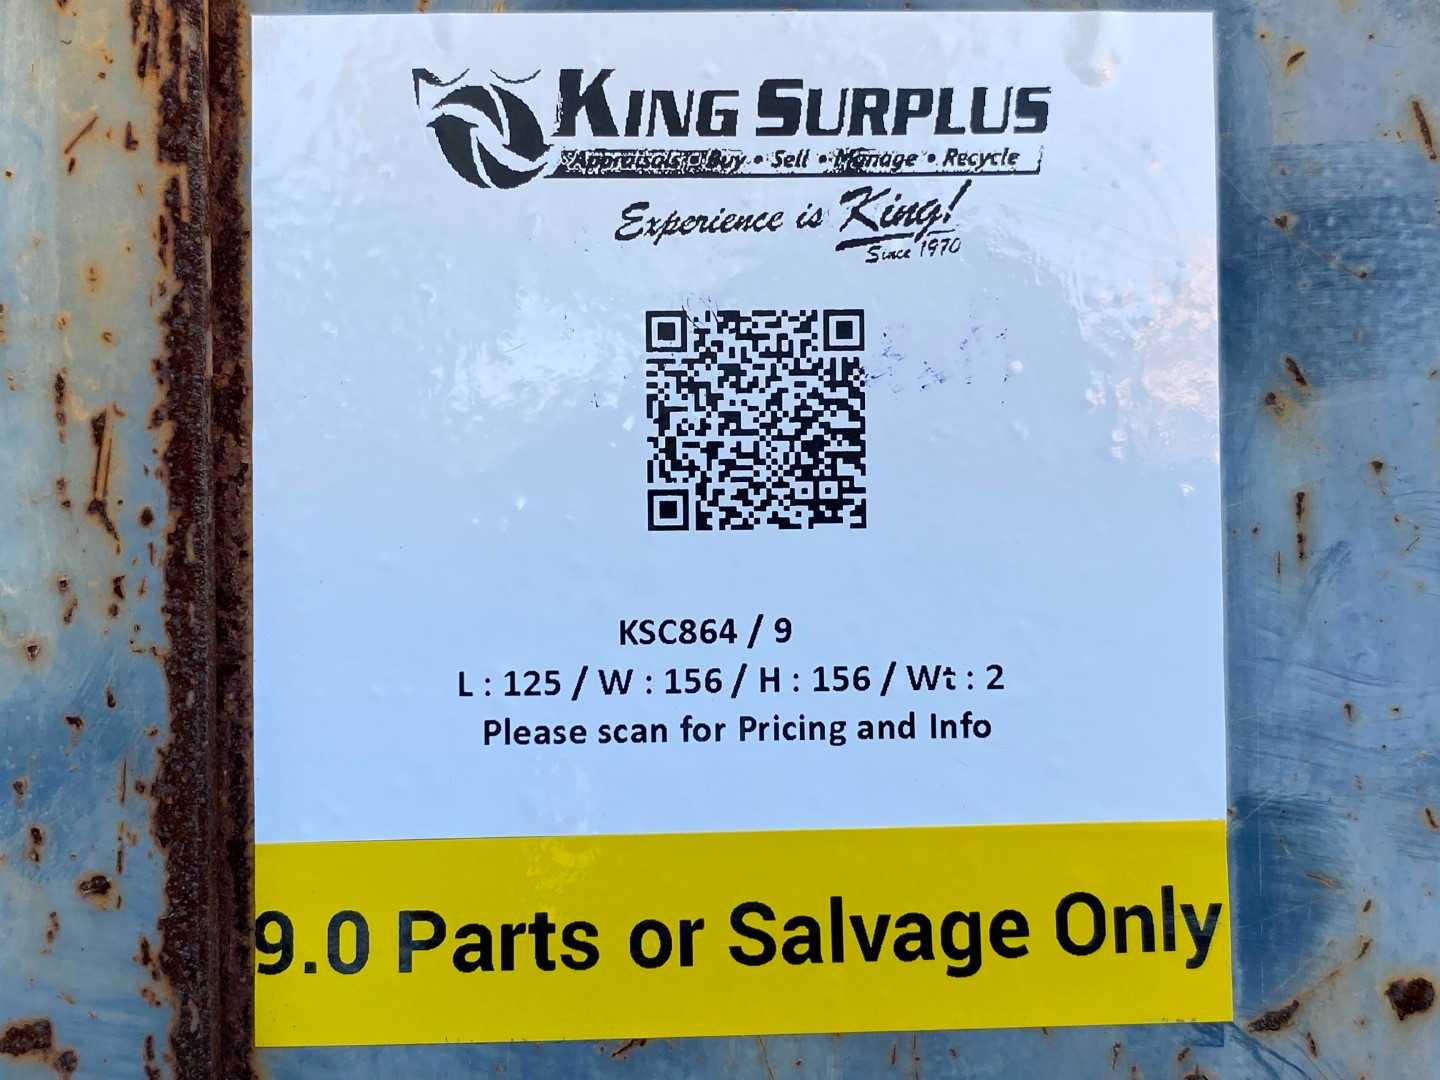 KING SURPLUS
Appraisals • Buy • Sell • Manage • Recycle
Experience is King!
Since 1970
KSC864 / 9
L : 125 / W : 156 / H : 156 / Wt : 2
Please scan for Pricing and Info
9.0 Parts or Salvage Only